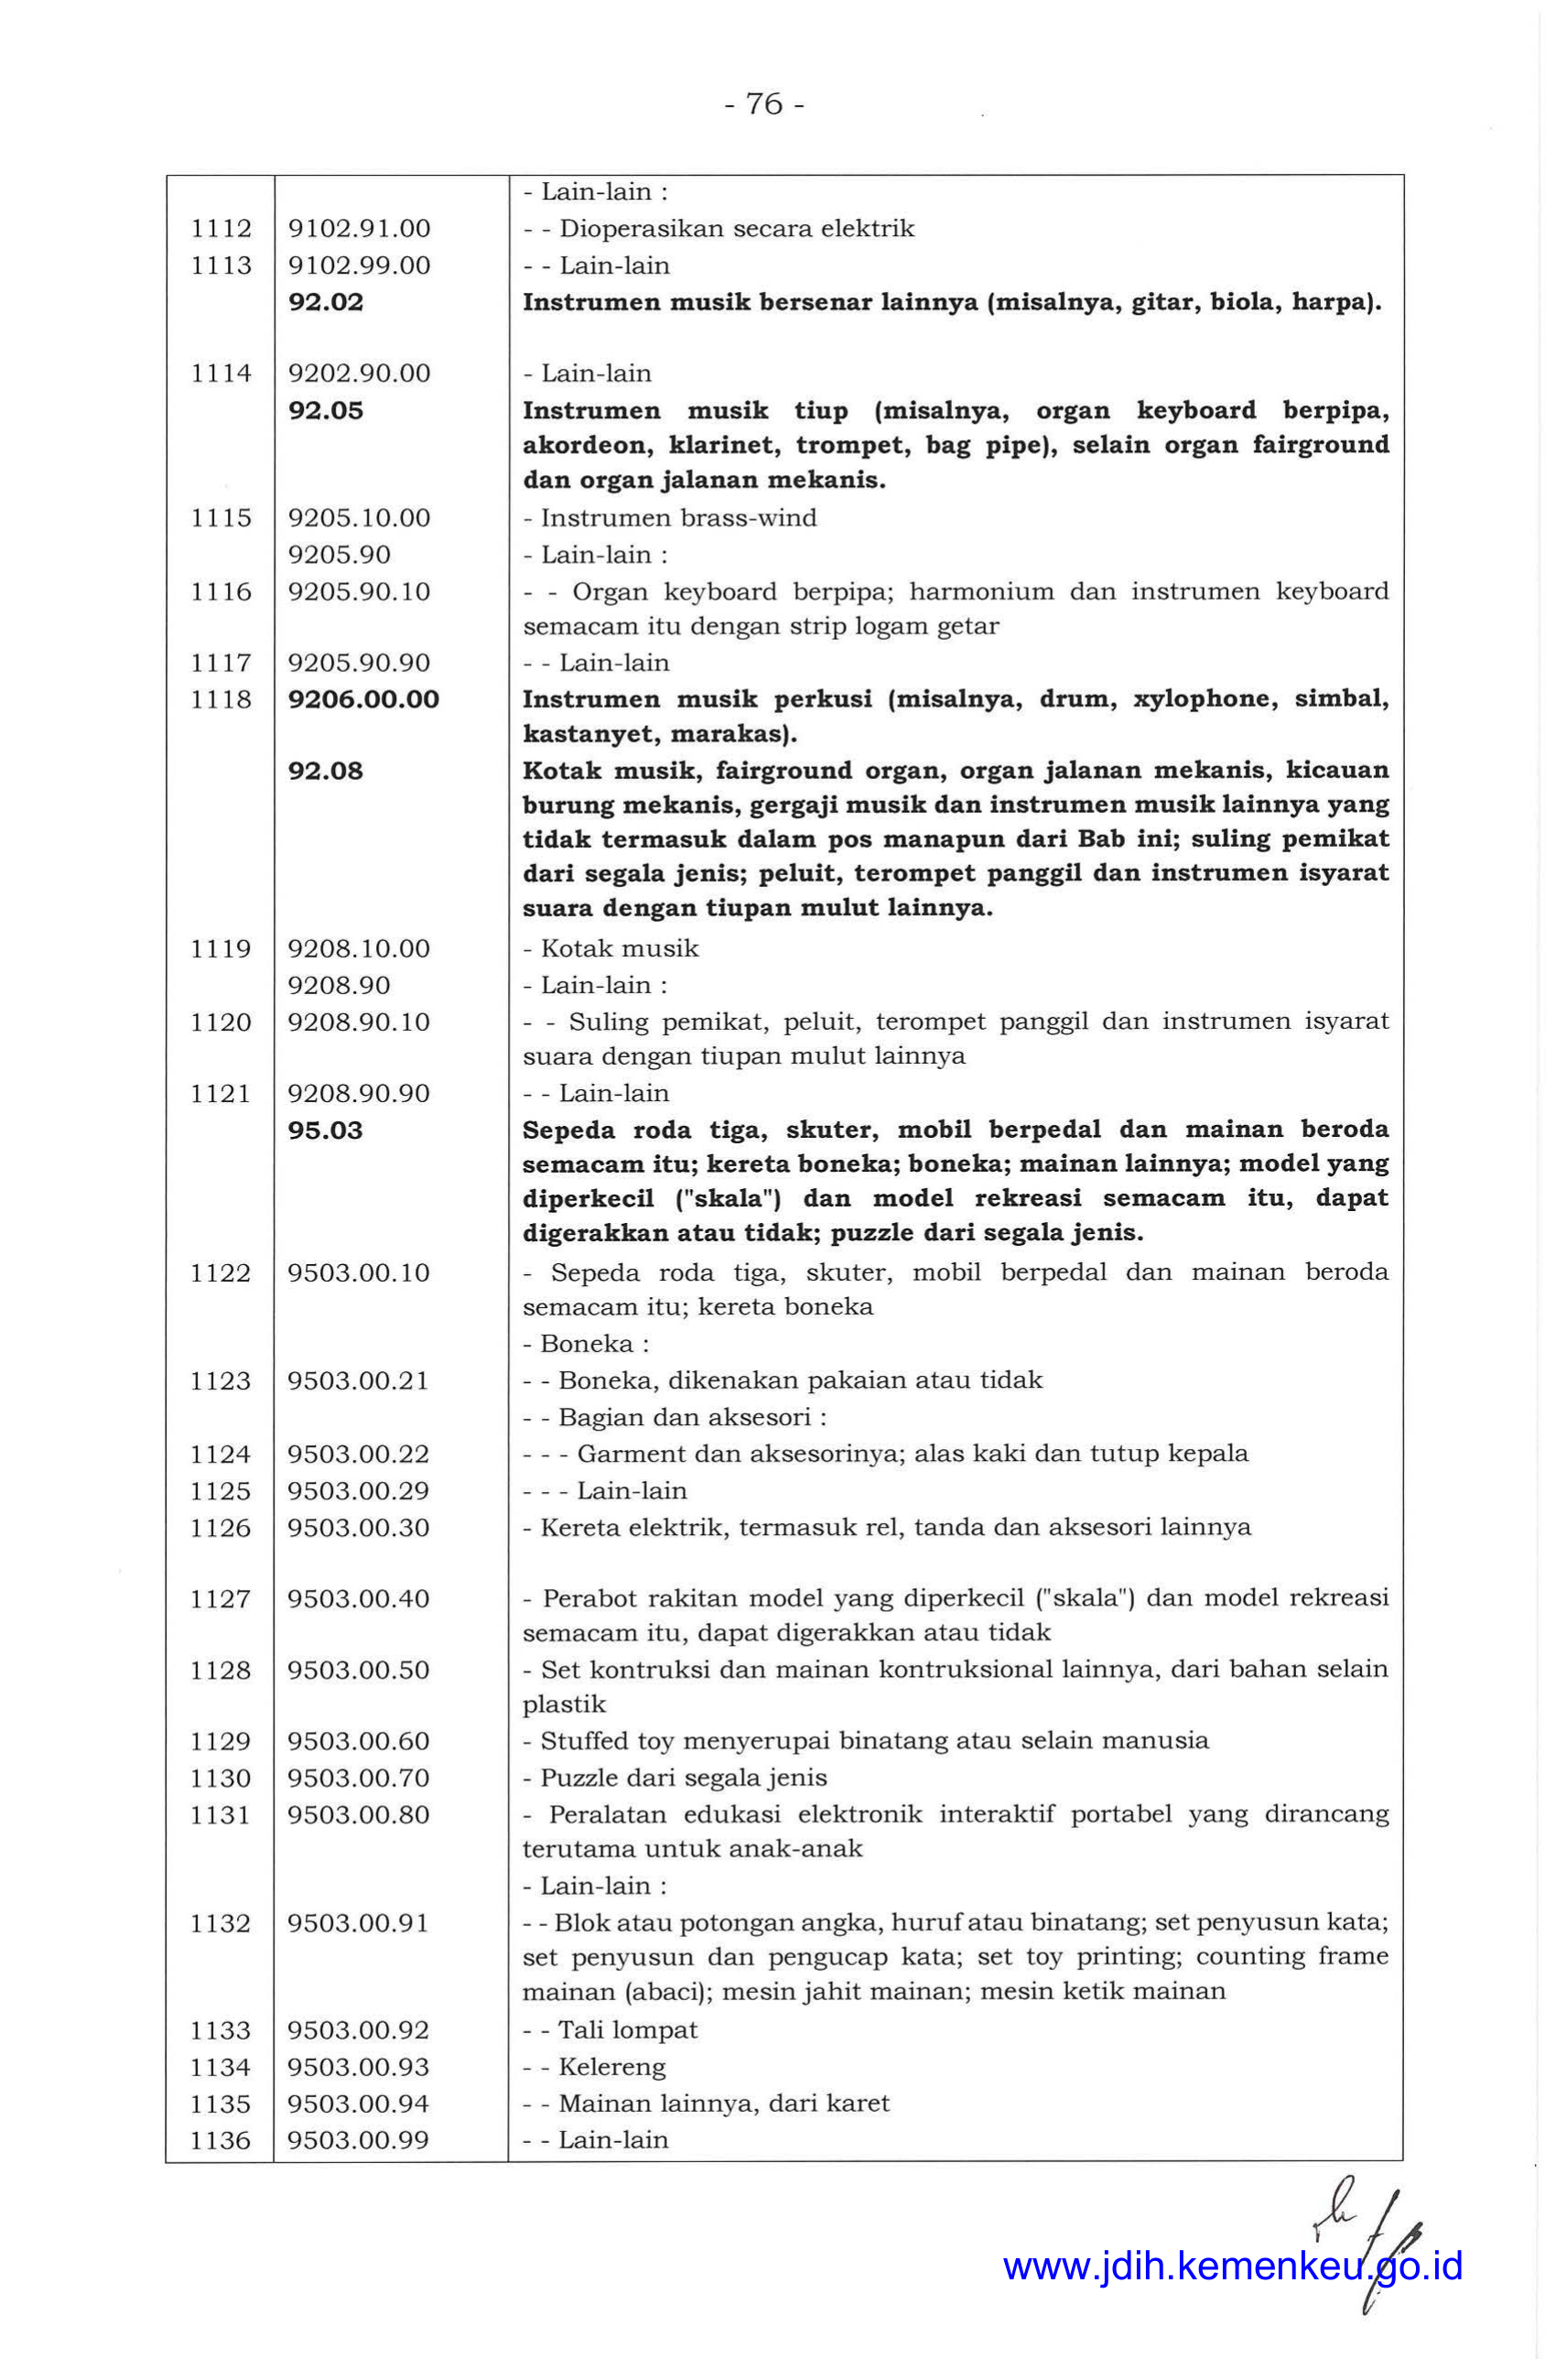 - 76 -
- Lain-lain :
1112 9102.91.00 - - Dioperasikan secara elektrik
1113 9102.99.00 - - Lain-lain
92.02 Instrumen musik bersenar lainnya (misalnya, gitar, biola, harpa).
1114 9202.90.00 - Lain-lain
92.05 Instrumen musik tiup (misalnya, organ keyboard berpipa,
akordeon, klarinet, trompet, bag pipe), selain organ fairground
dan organ jalanan mekanis.
1115 9205.10.00 - Instrumen brass-wind
9205.90 - Lain-lain :
1116 9205.90.10 - - Organ keyboard berpipa; harmonium dan instrumen keyboard
semacam itu dengan strip logam getar
1117 9205.90.90 - - Lain-lain
1118 9206.00.00 Instrumen musik perkusi (misalnya, drum, xylophone, simbal,
kastanyet, marakas).
92.08 Kotak musik, fairground organ, organ jalanan mekanis, kicauan
burung mekanis, gergaji musik dan instrumen musik lainnya yang
tidak termasuk dalam pos manapun dari Bab ini; suling pemikat
dari segala jenis; peluit, terompet panggil dan instrumen isyarat
suara dengan tiupan mulut lainnya.
1119 9208.10.00 - Kotak musik
9208.90 - Lain-lain :
1120 9208.90.10 - - Suling pemikat, peluit, terompet panggil dan instrumen isyarat
suara dengan tiupan mulut lainnya
1121 9208.90.90 - - Lain-lain
95.03 Sepeda roda tiga, skuter, mobil berpedal dan mainan beroda
semacam itu; kereta boneka; boneka; mainan lainnya; model yang
diperkecil ("skala") dan model rekreasi semacam itu, dapat
digerakkan atau tidak; puzzle dari segala jenis.
1122 9503.00.10 - Sepeda roda tiga, skuter, mobil berpedal dan mainan beroda
semacam itu; kereta boneka
- Boneka :
1123 9503.00.21 - - Boneka, dikenakan pakaian atau tidak
- - Bagian dan aksesori :
1124 9503.00.22 - - - Garment dan aksesorinya; alas kaki dan tutup kepala
1125 9503.00.29 - - - Lain-lain
1126 9503.00.30 - Kereta elektrik, termasuk rel, tanda dan aksesori lainnya
1127 9503.00.40 - Perabot rakitan model yang diperkecil ("skala") dan model rekreasi
semacam itu, dapat digerakkan atau tidak
1128 9503.00.50 - Set kontruksi dan mainan kontruksional lainnya, dari bahan selain
plastik
1129 9503.00.60 - Stuffed toy menyerupai binatang atau selain manusia
1130 9503.00.70 - Puzzle dari segala jenis
1131 9503.00.80 - Peralatan edukasi elektronik interaktif portabel yang dirancang
terutama untuk anak-anak
- Lain-lain :
1132 9503.00.91 - - Blok atau potongan angka, huruf atau binatang; set penyusun kata;
set penyusun dan pengucap kata; set toy printing; counting frame
mainan (abaci); mesin jahit mainan; mesin ketik mainan
1133 9503.00.92 - - Tali lompat
1134 9503.00.93 - - Kelereng
1135 9503.00.94 - - Mainan lainnya, dari karet
1136 9503.00.99 - - Lain-lain
www.jdih.kemenkeu.go.id